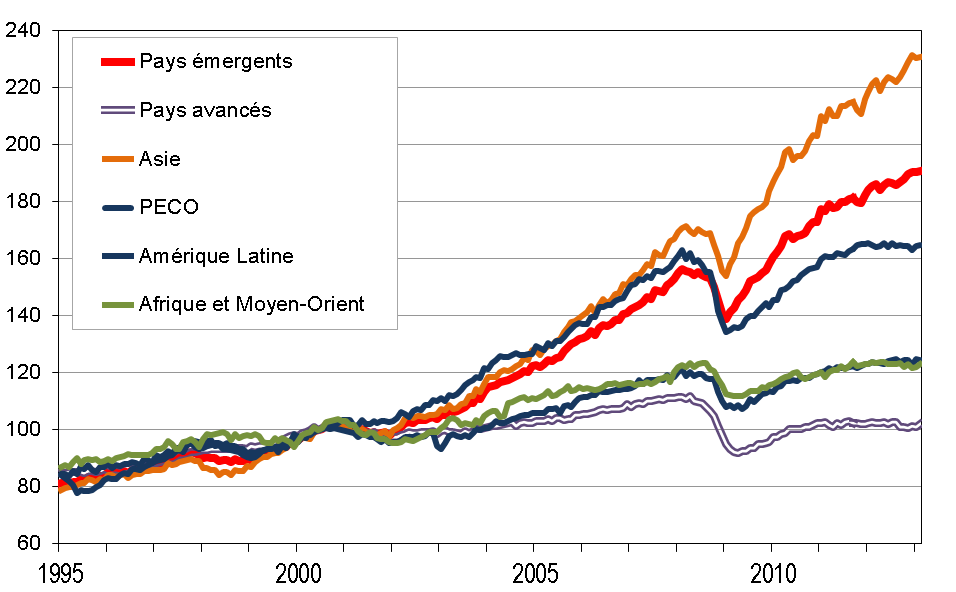 240
220
200
180
160
140
120
100
80
60
Pays émergents
Pays avancés
Asie
PECO
Amérique Latine
Afrique et Moyen-Orient
1995 2000 2005 2010